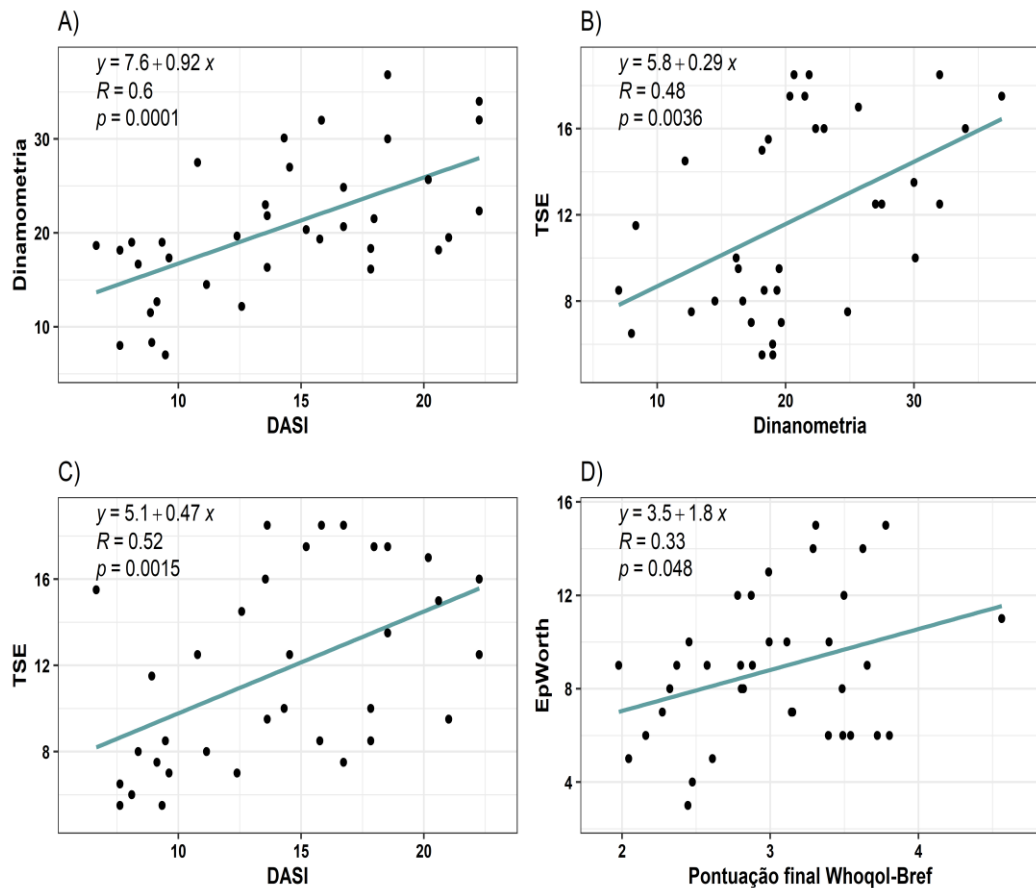 A)
y = 7.6 + 0.92 x
R = 0.6
p = 0.0001
30
20
10
Dinamometria
10 15 20
DASI
B)
y = 5.8 + 0.29 x
R = 0.48
p = 0.0036
16
12
8
TSE
10 20 30
Dinanometria
C)
y = 5.1 + 0.47 x
R = 0.52
p = 0.0015
16
12
8
TSE
10 15 20
DASI
D)
y = 3.5 + 1.8 x
R = 0.33
p = 0.048
16
12
8
4
EpWorth
2 3 4
Pontuação final Whoqol-Bref